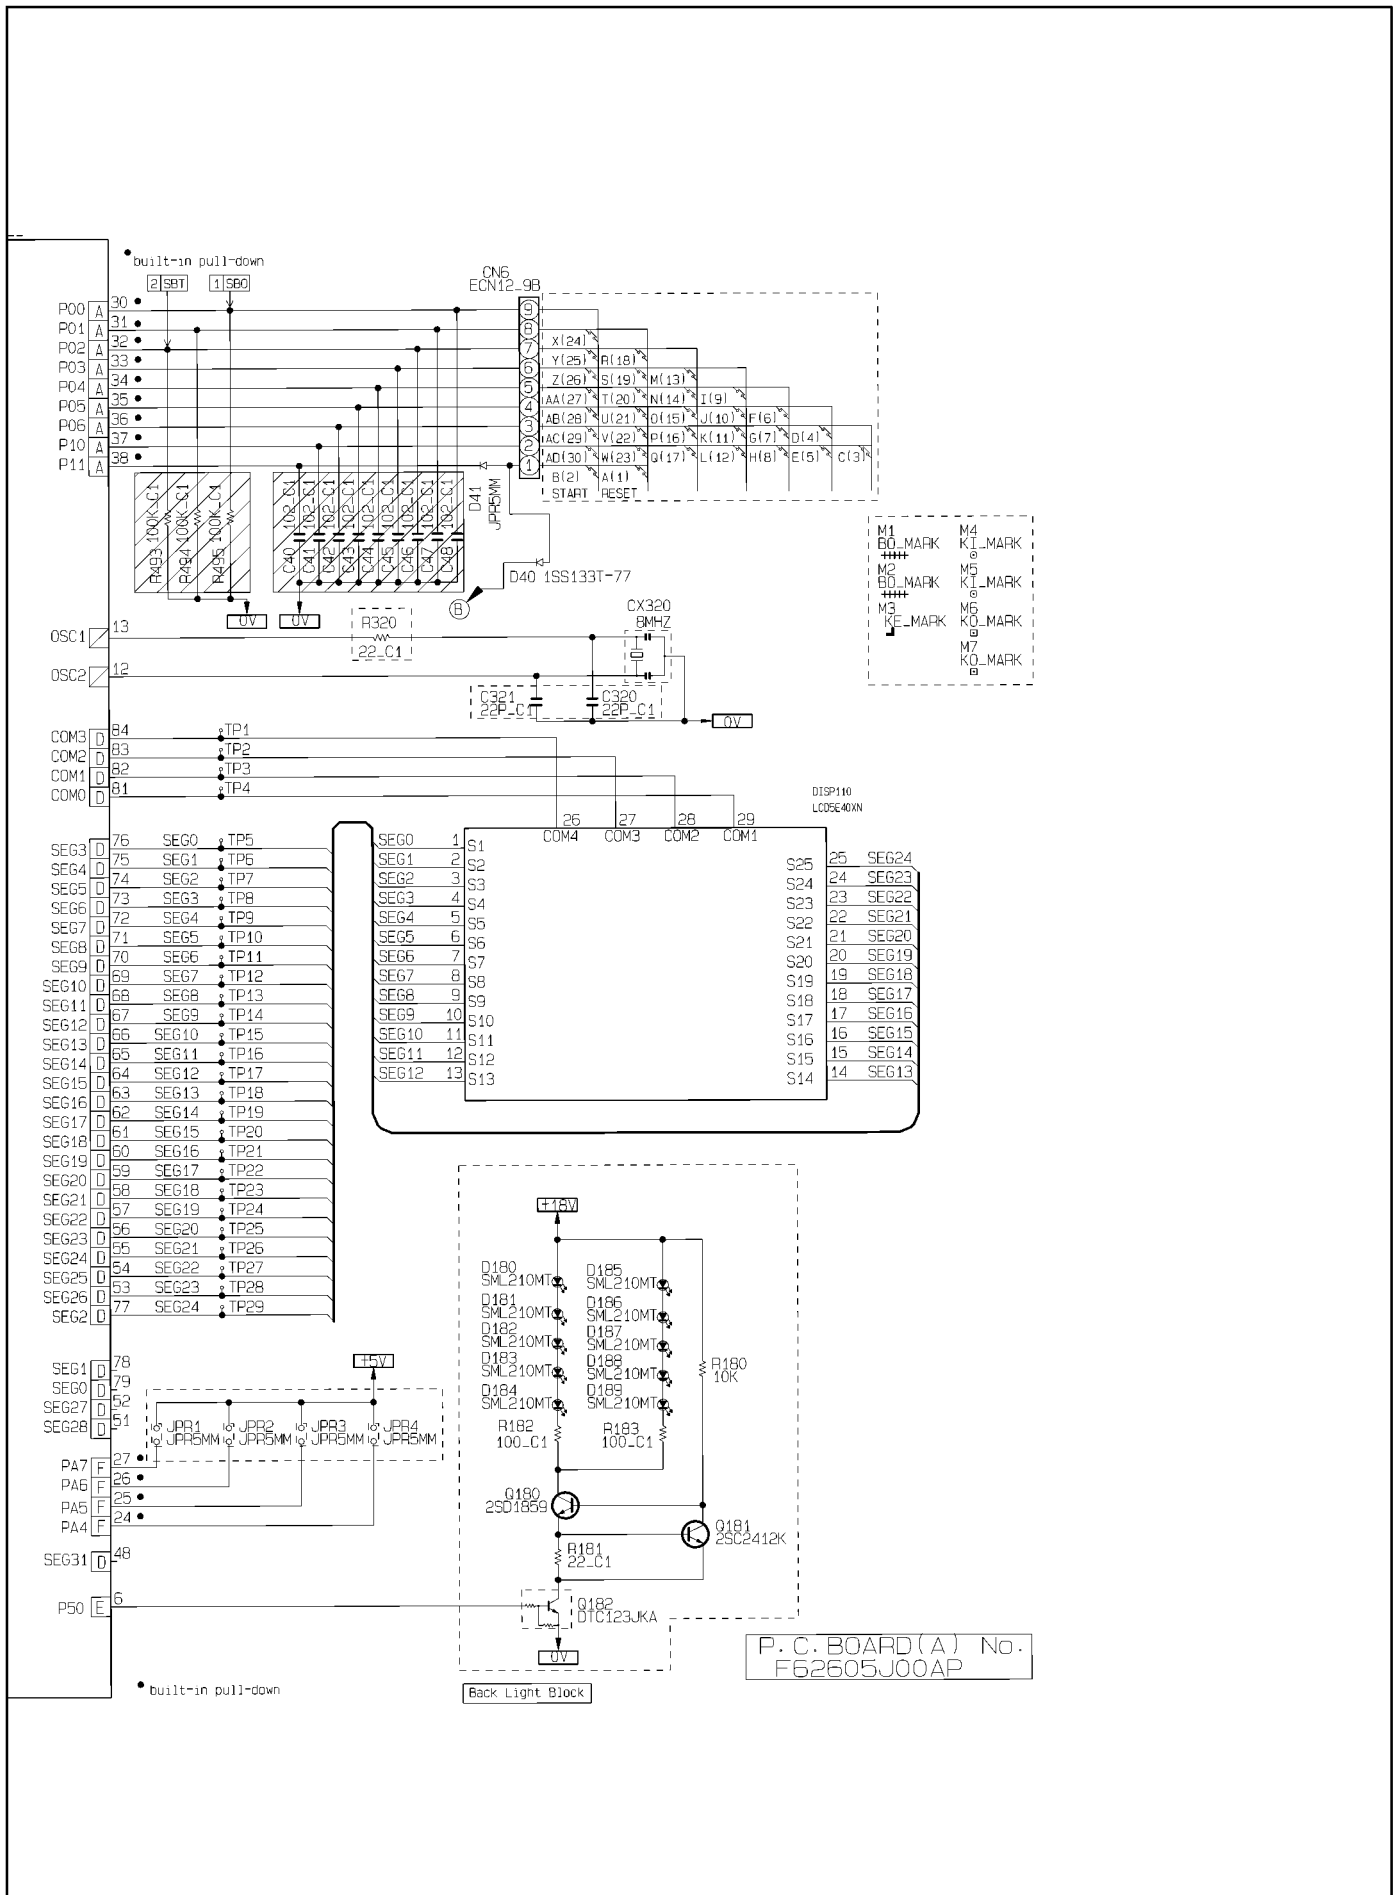 built-in pull-down
2 SBT 1 SBO
CN6
ECN12_9B
P00 A 30
P01 A 31
P02 A 32
P03 A 33
P04 A 34
P05 A 35
P06 A 36
P10 A 37
P11 A 38
9
8
7
6
5
4
3
2
1
X(24)
Y(25) R(18)
Z(26) S(19) M(13)
AA(27) T(20) N(14) I(9)
AB(28) U(21) O(15) J(10) F(6)
AC(29) V(22) P(16) K(11) G(7) D(4)
AD(30) W(23) Q(17) L(12) H(8) E(5) C(3)
B(2) A(1)
START RESET
R493 100K_C1
R494 100K_C1
R495 100K_C1
C40 102_C1
C41 102_C1
C42 102_C1
C43 102_C1
C44 102_C1
C45 102_C1
C46 102_C1
C47 102_C1
C48 102_C1
D41
JPR5MM
D40 1SS133T-77
B
0V 0V
M1
BO_MARK
M2
BO_MARK
M3
KE_MARK
M4
KI_MARK
M5
KI_MARK
M6
KO_MARK
M7
KO_MARK
OSC1 13
R320
22_C1
CX320
8MHZ
OSC2 12
C321
22P_C1
C320
22P_C1
0V
COM3 D 84 TP1
COM2 D 83 TP2
COM1 D 82 TP3
COM0 D 81 TP4
DISP110
LCD5E40XN
26 27 28 29
COM4 COM3 COM2 COM1
SEG3 D 76 SEG0 TP5
SEG4 D 75 SEG1 TP6
SEG5 D 74 SEG2 TP7
SEG6 D 73 SEG3 TP8
SEG7 D 72 SEG4 TP9
SEG8 D 71 SEG5 TP10
SEG9 D 70 SEG6 TP11
SEG10 D 69 SEG7 TP12
SEG11 D 68 SEG8 TP13
SEG12 D 67 SEG9 TP14
SEG13 D 66 SEG10 TP15
SEG14 D 65 SEG11 TP16
SEG15 D 64 SEG12 TP17
SEG16 D 63 SEG13 TP18
SEG17 D 62 SEG14 TP19
SEG18 D 61 SEG15 TP20
SEG19 D 60 SEG16 TP21
SEG20 D 59 SEG17 TP22
SEG21 D 58 SEG18 TP23
SEG22 D 57 SEG19 TP24
SEG23 D 56 SEG20 TP25
SEG24 D 55 SEG21 TP26
SEG25 D 54 SEG22 TP27
SEG26 D 53 SEG23 TP28
SEG2 D 77 SEG24 TP29
SEG0 1 S1
SEG1 2 S2
SEG2 3 S3
SEG3 4 S4
SEG4 5 S5
SEG5 6 S6
SEG6 7 S7
SEG7 8 S8
SEG8 9 S9
SEG9 10 S10
SEG10 11 S11
SEG11 12 S12
SEG12 13 S13
S25 25 SEG24
S24 24 SEG23
S23 23 SEG22
S22 22 SEG21
S21 21 SEG20
S20 20 SEG19
S19 19 SEG18
S18 18 SEG17
S17 17 SEG16
S16 16 SEG15
S15 15 SEG14
S14 14 SEG13
SEG1 D 78
SEG0 D 79
SEG27 D 52
SEG28 D 51
+5V
JPR1
JPR5MM
JPR2
JPR5MM
JPR3
JPR5MM
JPR4
JPR5MM
PA7 F 27
PA6 F 26
PA5 F 25
PA4 F 24
SEG31 D 48
P50 E 6
+18V
D180
SML210MT
D181
SML210MT
D182
SML210MT
D183
SML210MT
D184
SML210MT
R182
100_C1
D185
SML210MT
D186
SML210MT
D187
SML210MT
D188
SML210MT
D189
SML210MT
R183
100_C1
R180
10K
Q180
2SD1859
Q181
2SC2412K
R181
22_C1
Q182
DTC123JKA
0V
Back Light Block
built-in pull-down
P.C.BOARD(A) No.
F62605J00AP